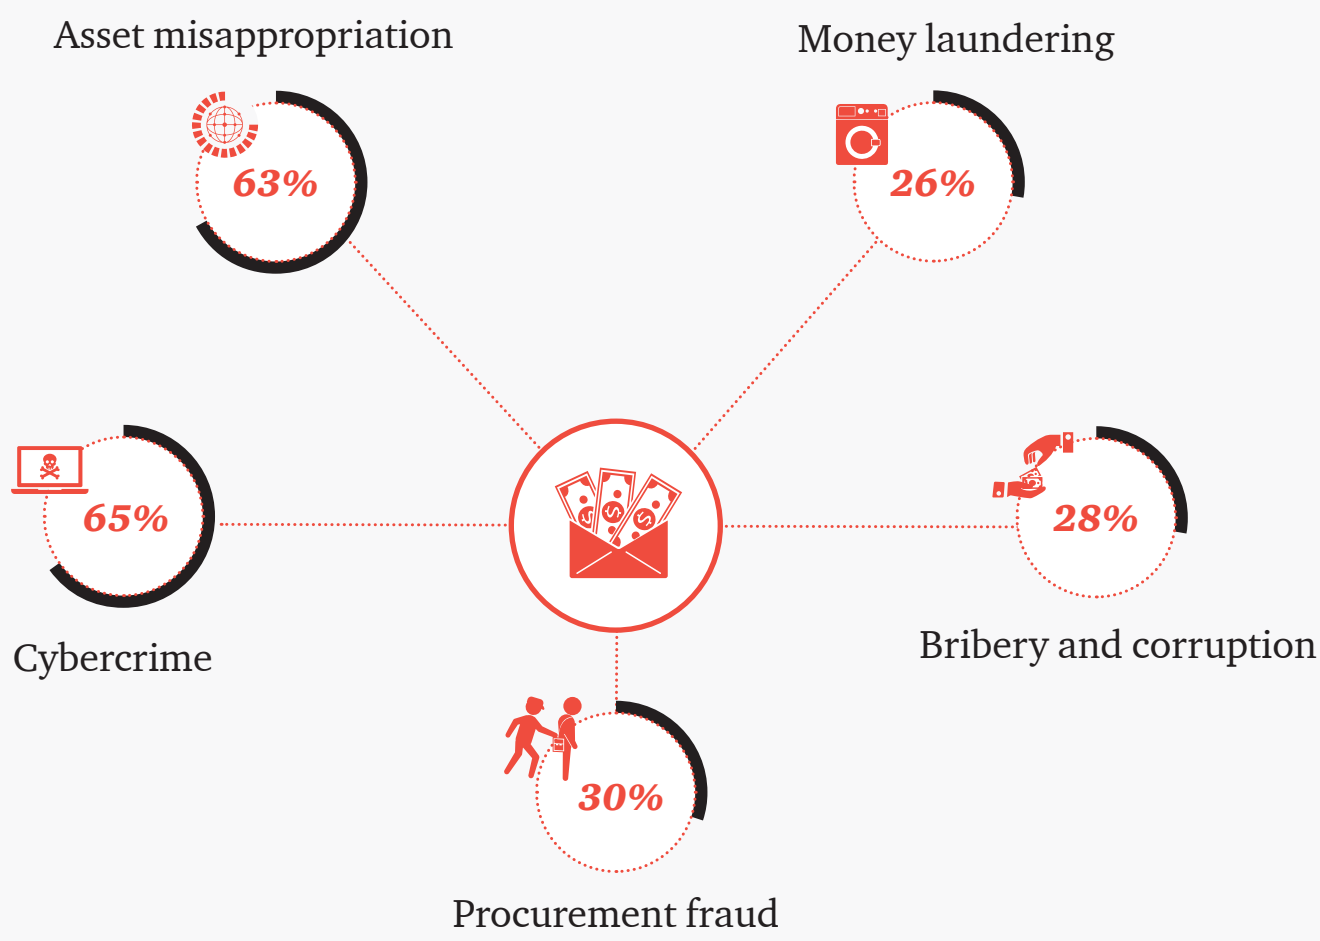 Asset misappropriation
63%
Money laundering
26%
65%
Cybercrime
28%
Bribery and corruption
30%
Procurement fraud